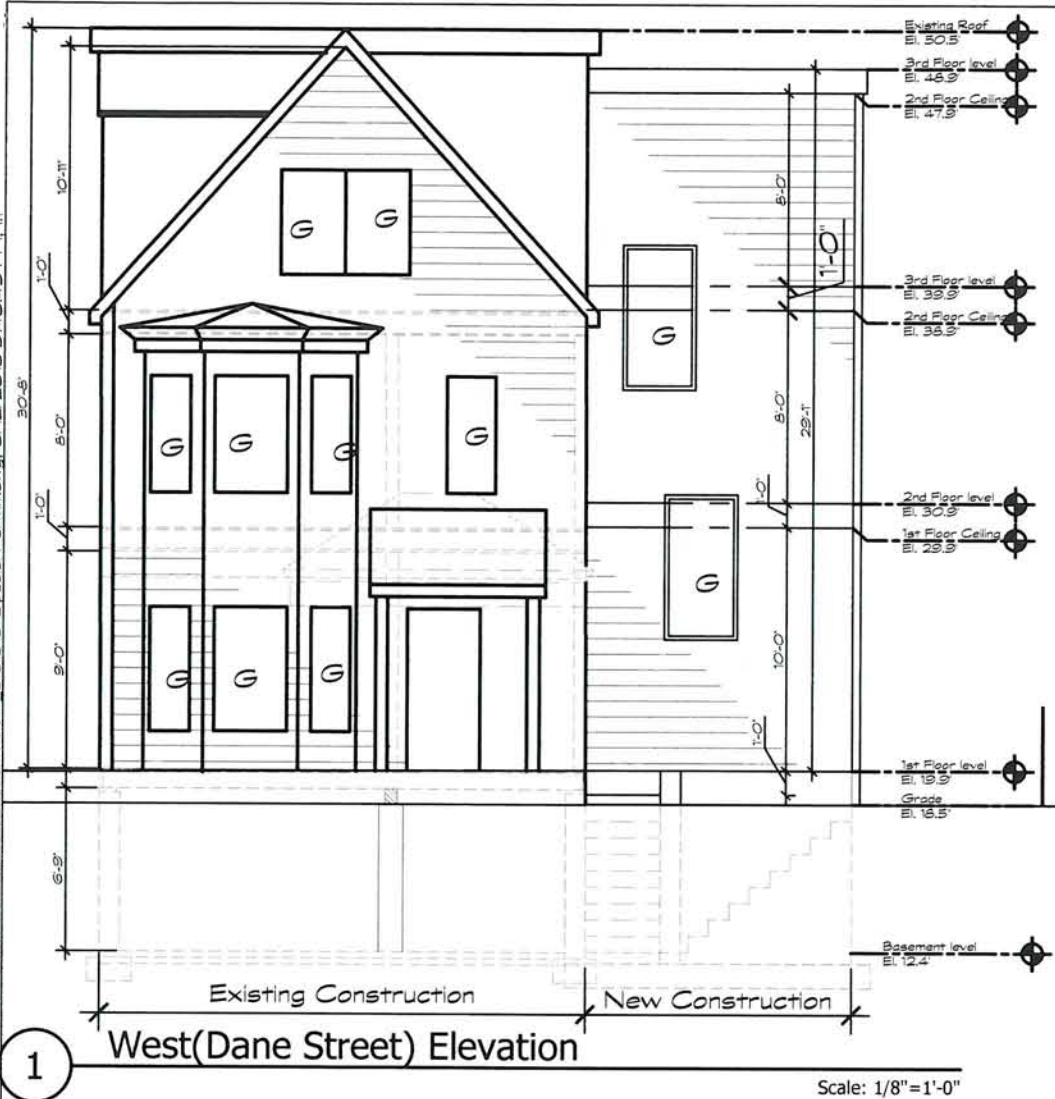 Existing Roof
El. 50.5'
3rd Floor level
El. 48.9'
2nd Floor Ceiling
El. 47.9'
10'-11"
8'-0"
1'-0"
1'-0"
3rd Floor level
El. 39.9'
2nd Floor Ceiling
El. 38.9'
G
G
G
30'-8"
8'-0"
8'-0"
29'-1"
G
G
G
G
1'-0"
1'-0"
2nd Floor level
El. 30.9'
1st Floor Ceiling
El. 29.9'
G
9'-0"
10'-0"
G
G
G
1'-0"
1st Floor level
El. 19.9'
Grade
El. 18.5'
6'-9"
Basement level
El. 12.4'
Existing Construction
New Construction
1
West(Dane Street) Elevation
Scale: 1/8"=1'-0"